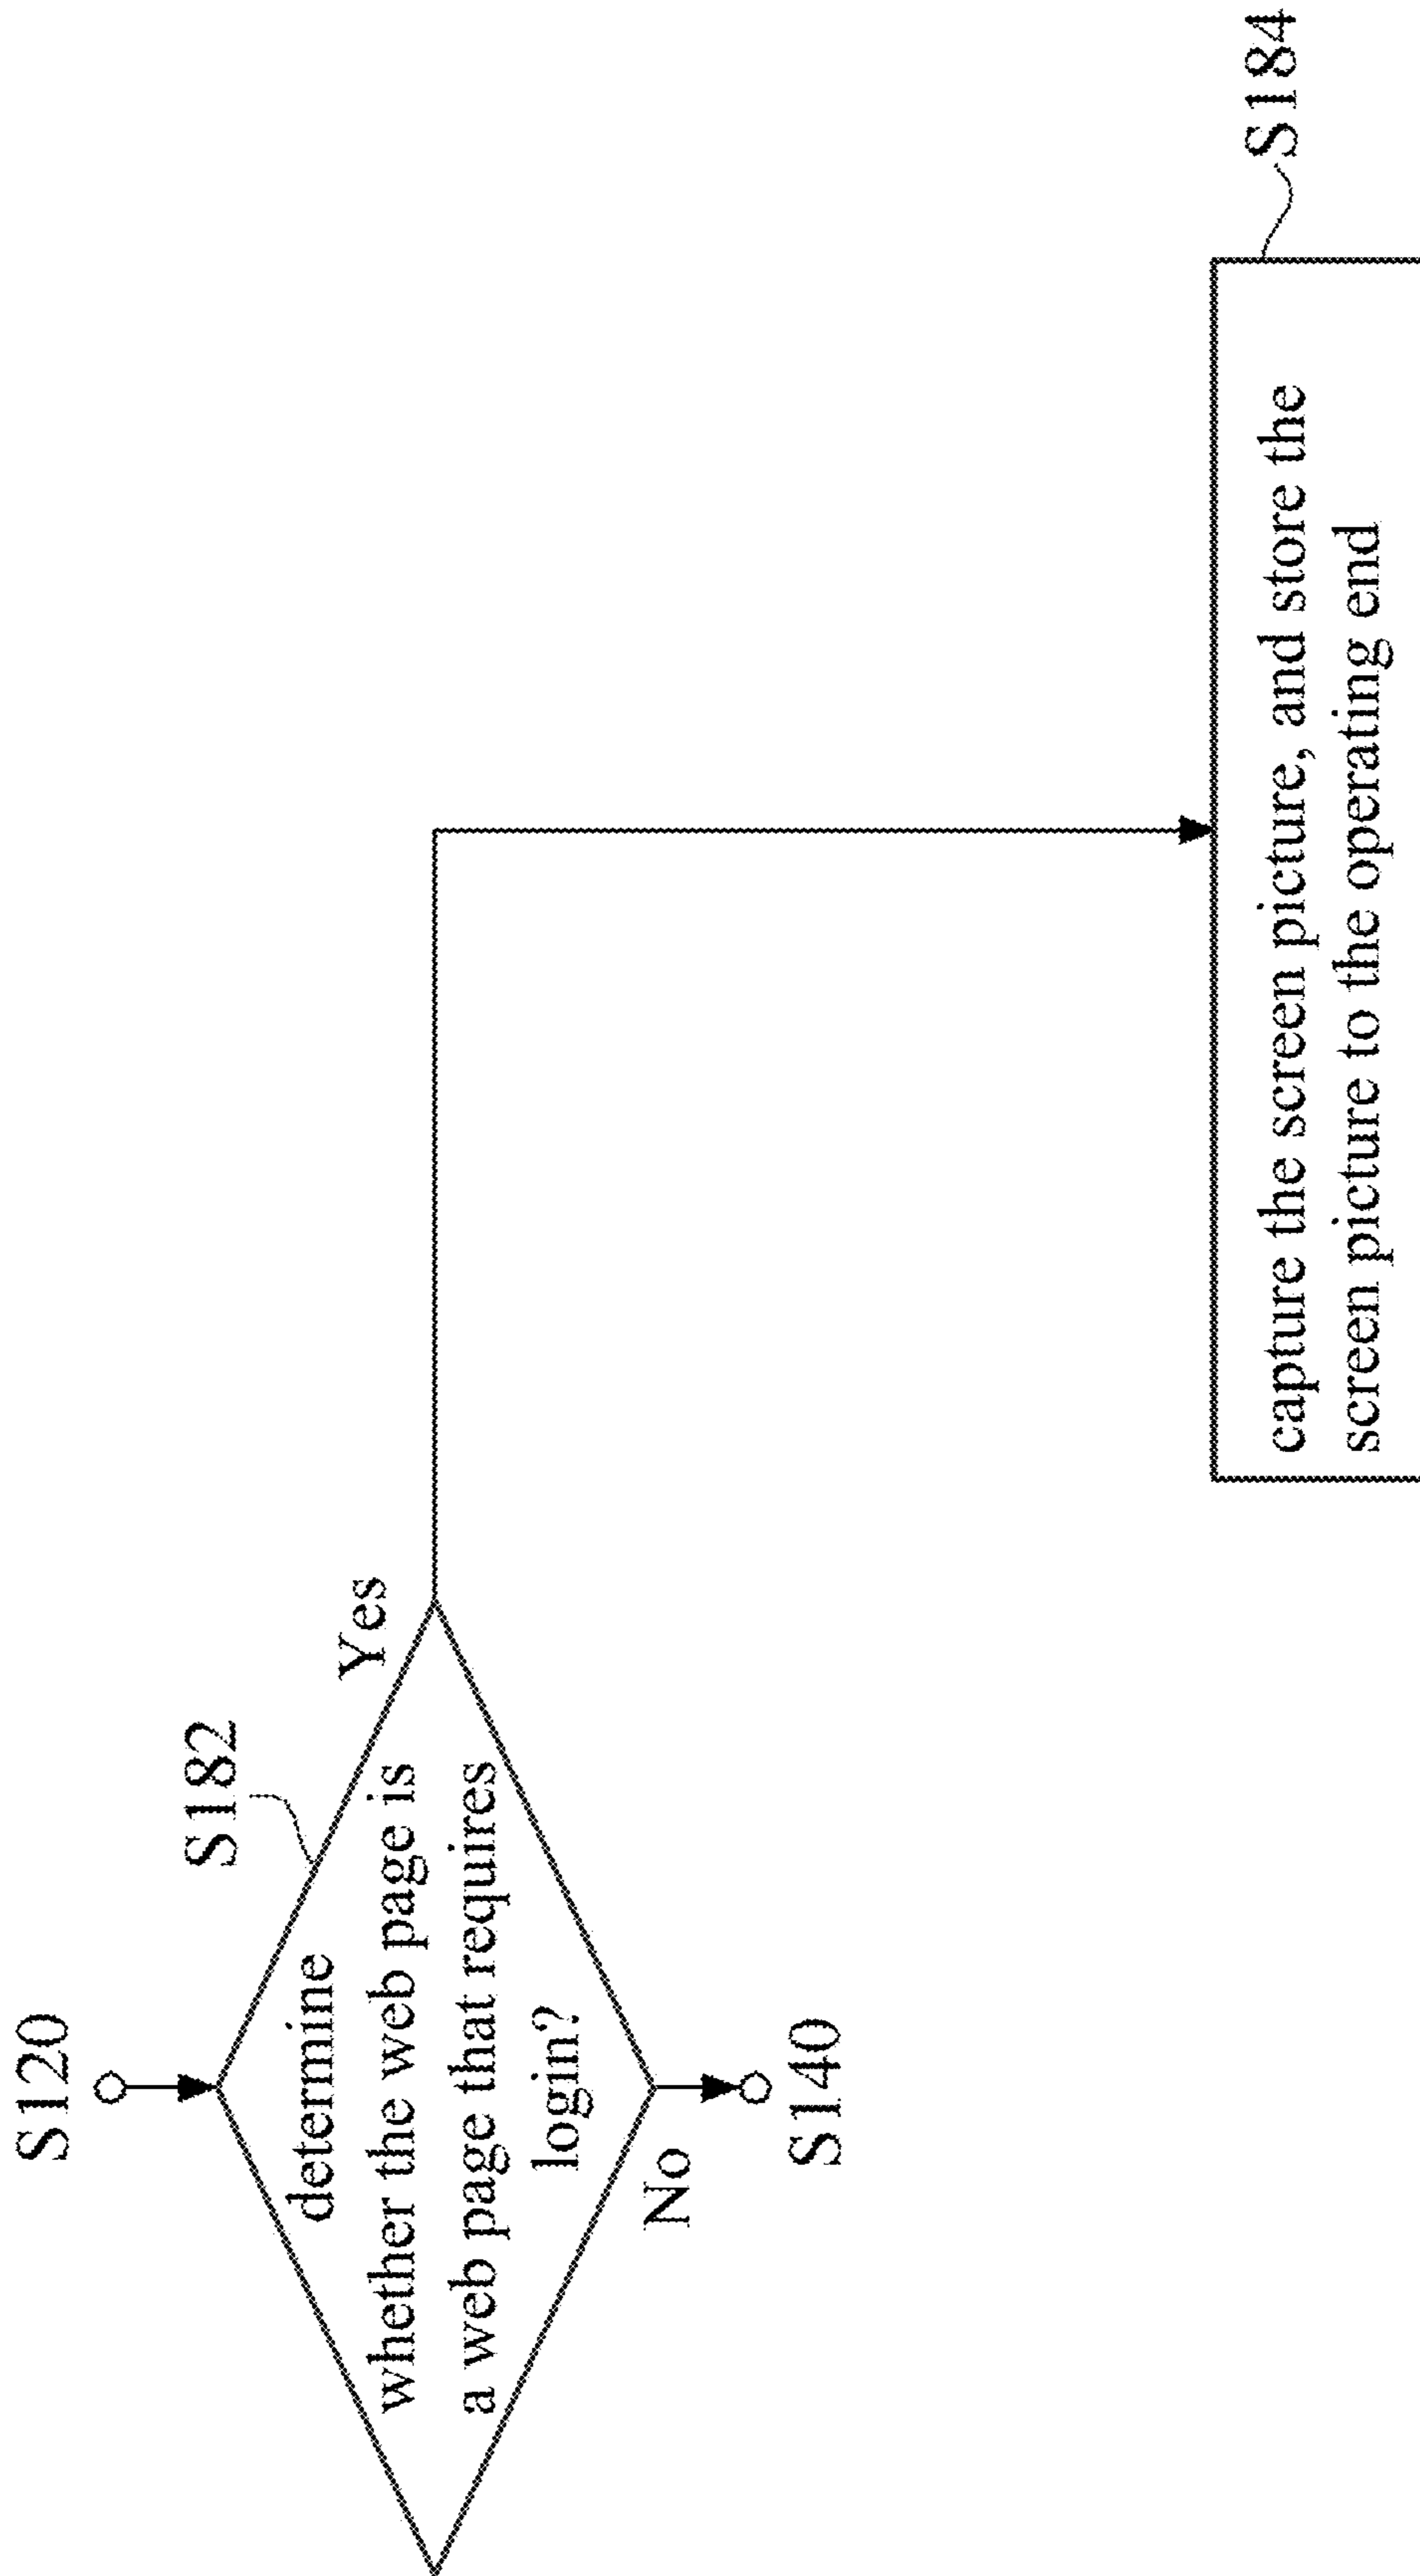 S120
S182
determine
whether the web page is
a web page that requires
login?
Yes
No
S140
S184
capture the screen picture, and store the
screen picture to the operating end